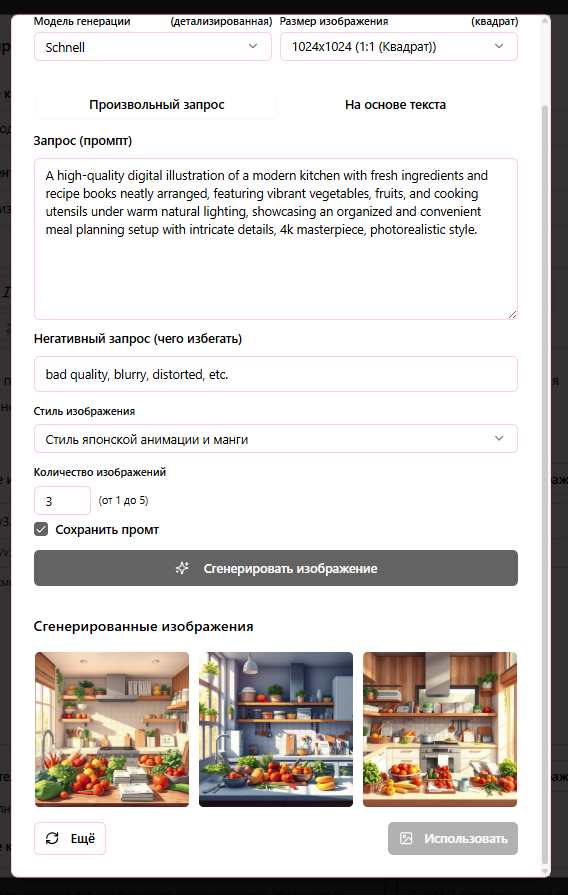 Модель генерации (детализированная) Размер изображения (квадрат)
Schnell 1024x1024 (1:1 (Квадрат))
Произвольный запрос На основе текста
Запрос (промпт)
A high-quality digital illustration of a modern kitchen with fresh ingredients and
recipe books neatly arranged, featuring vibrant vegetables, fruits, and cooking
utensils under warm natural lighting, showcasing an organized and convenient
meal planning setup with intricate details, 4k masterpiece, photorealistic style.
Негативный запрос (чего избегать)
bad quality, blurry, distorted, etc.
Стиль изображения
Стиль японской анимации и манги
Количество изображений
3 (от 1 до 5)
Сохранить промт
Сгенерировать изображение
Сгенерированные изображения
Ещё Использовать